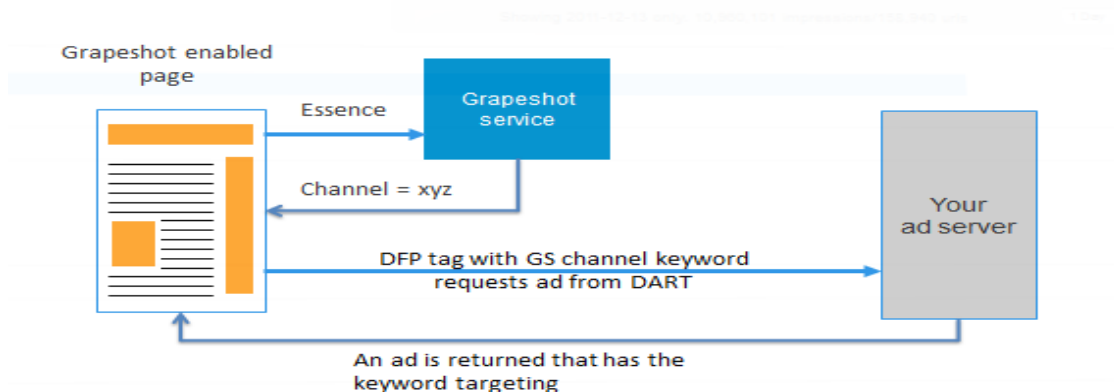 Grapeshot enabled
page
Essence
Grapeshot
service
Channel = xyz
Your
ad server
DFP tag with GS channel keyword
requests ad from DART
An ad is returned that has the
keyword targeting